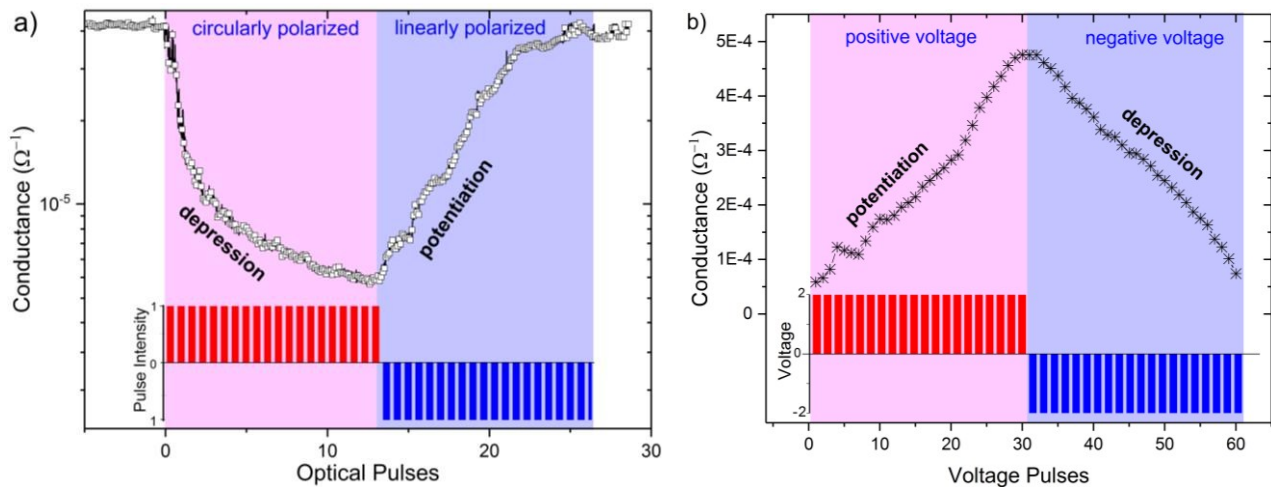 a)
circularly polarized
linearly polarized
Conductance (Ω⁻¹)
10⁻⁵
depression
potentiation
Pulse Intensity
1
0
1
0
10
20
30
Optical Pulses
b)
positive voltage
negative voltage
Conductance (Ω⁻¹)
5E-4
4E-4
3E-4
2E-4
1E-4
0
potentiation
depression
Voltage
2
0
-2
0
10
20
30
40
50
60
Voltage Pulses